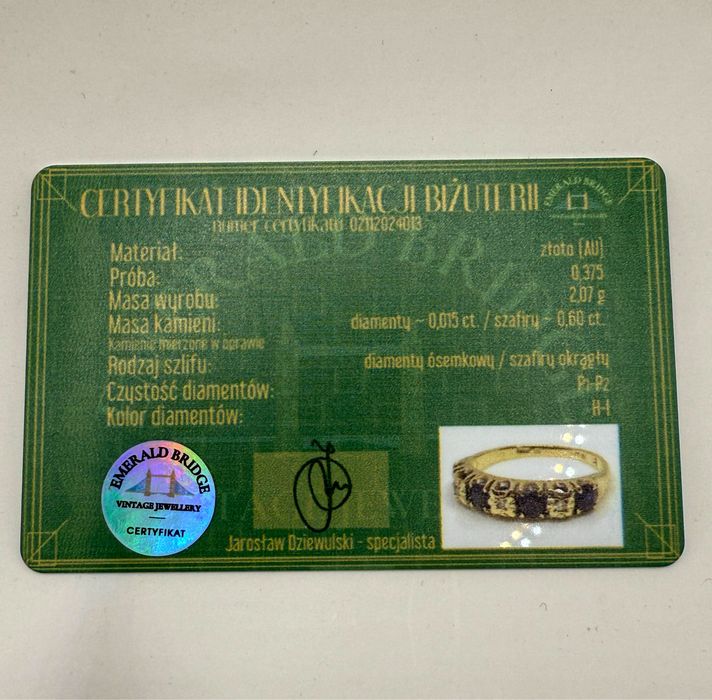 CERTYFIKAT IDENTYFIKACJI BIŻUTERII
EMERALD BRIDGE
numer certyfikatu 02112024013
Materiał: złoto (AU)
Próba: 0,375
Masa wyrobu: 2,07 g
Masa kamieni: diamenty ~ 0,015 ct. / szafiry ~ 0,60 ct.
Kamienie mierzone w oprawie
Rodzaj szlifu: diamenty ósemkowy / szafiry okrągły
Czystość diamentów: P1-P2
Kolor diamentów: H-I
EMERALD BRIDGE
VINTAGE JEWELLERY
CERTYFIKAT
Jarosław Dziewulski - specjalista